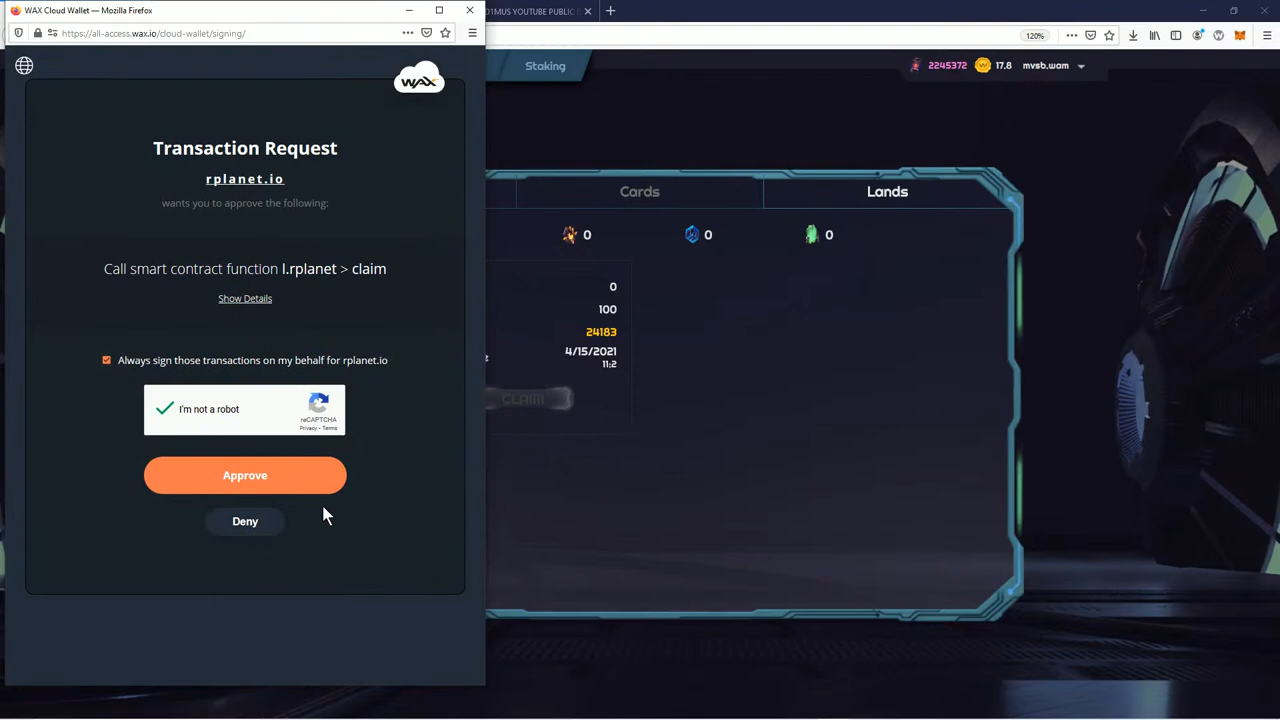 WAX Cloud Wallet — Mozilla Firefox
D1MUS YOUTUBE PUBLIC
https://all-access.wax.io/cloud-wallet/signing/
120%
WAX
Staking
2245372
17.8
mvsb.wam
Transaction Request
rplanet.io
wants you to approve the following:
Call smart contract function l.rplanet > claim
Show Details
Always sign those transactions on my behalf for rplanet.io
I'm not a robot
reCAPTCHA
Privacy - Terms
Approve
Deny
Cards
Lands
0
0
0
0
100
24183
4/15/2021
11:2
CLAIM